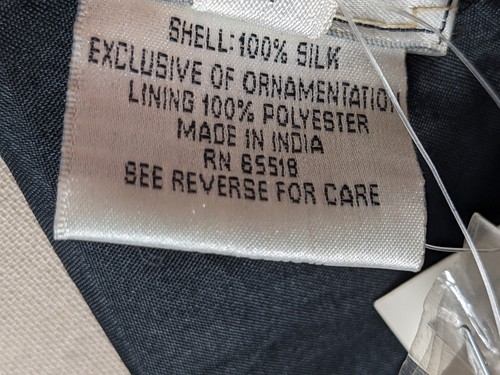 SHELL: 100% SILK
EXCLUSIVE OF ORNAMENTATION
LINING 100% POLYESTER
MADE IN INDIA
RN 65518
SEE REVERSE FOR CARE